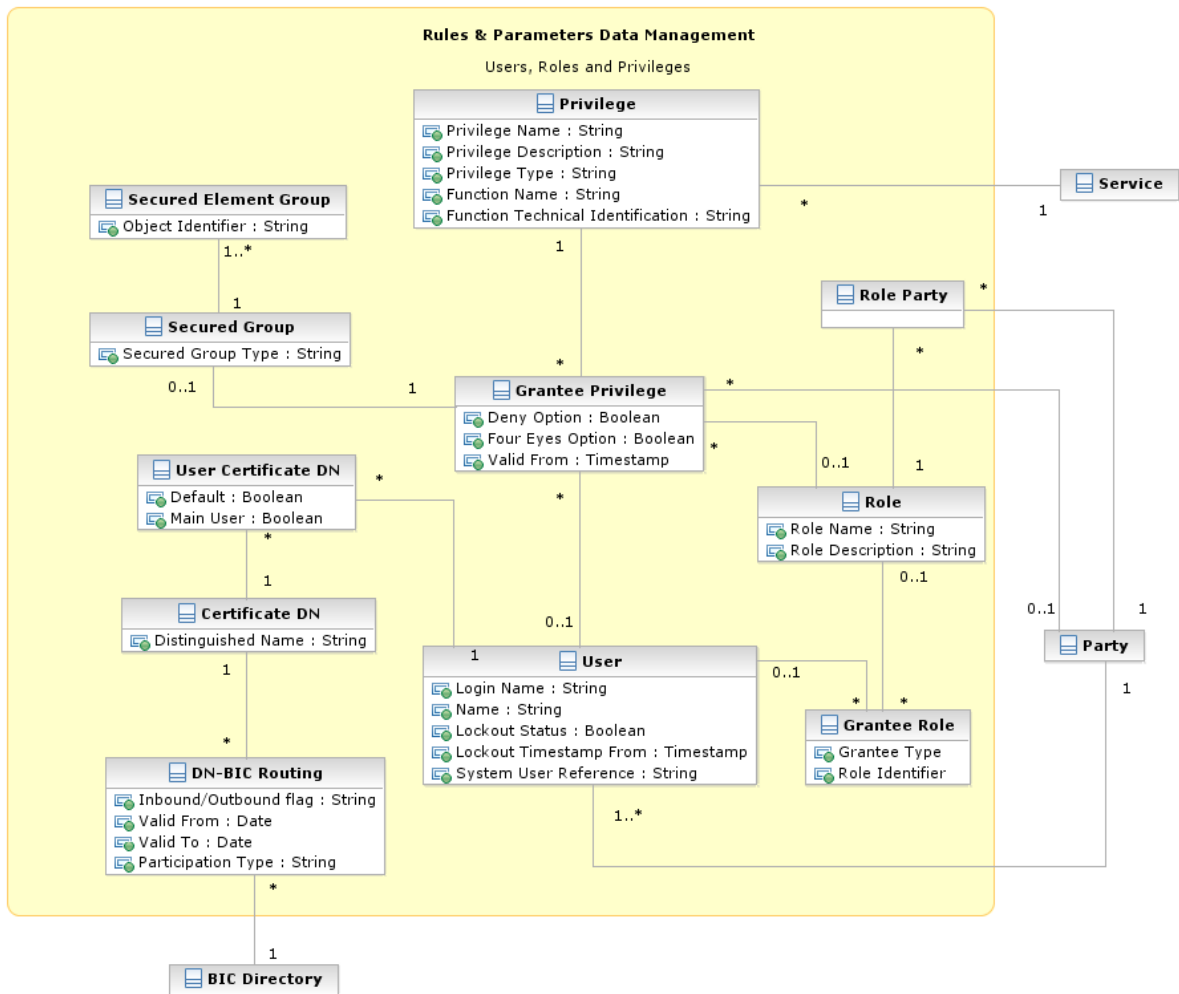 Rules & Parameters Data Management
Users, Roles and Privileges
Privilege
Privilege Name : String
Privilege Description : String
Privilege Type : String
Function Name : String
Function Technical Identification : String
*
1
Service
1
Secured Element Group
Object Identifier : String
1..*
1
Secured Group
Secured Group Type : String
0..1
1
Role Party
*
*
1
*
Grantee Privilege
Deny Option : Boolean
Four Eyes Option : Boolean
Valid From : Timestamp
*
*
0..1
*
0..1
User Certificate DN
Default : Boolean
Main User : Boolean
*
*
1
Role
Role Name : String
Role Description : String
0..1
Certificate DN
Distinguished Name : String
1
*
0..1
1
Party
1
1
User
Login Name : String
Name : String
Lockout Status : Boolean
Lockout Timestamp From : Timestamp
System User Reference : String
0..1
*
*
1..*
Grantee Role
Grantee Type
Role Identifier
DN-BIC Routing
Inbound/Outbound flag : String
Valid From : Date
Valid To : Date
Participation Type : String
*
1
BIC Directory